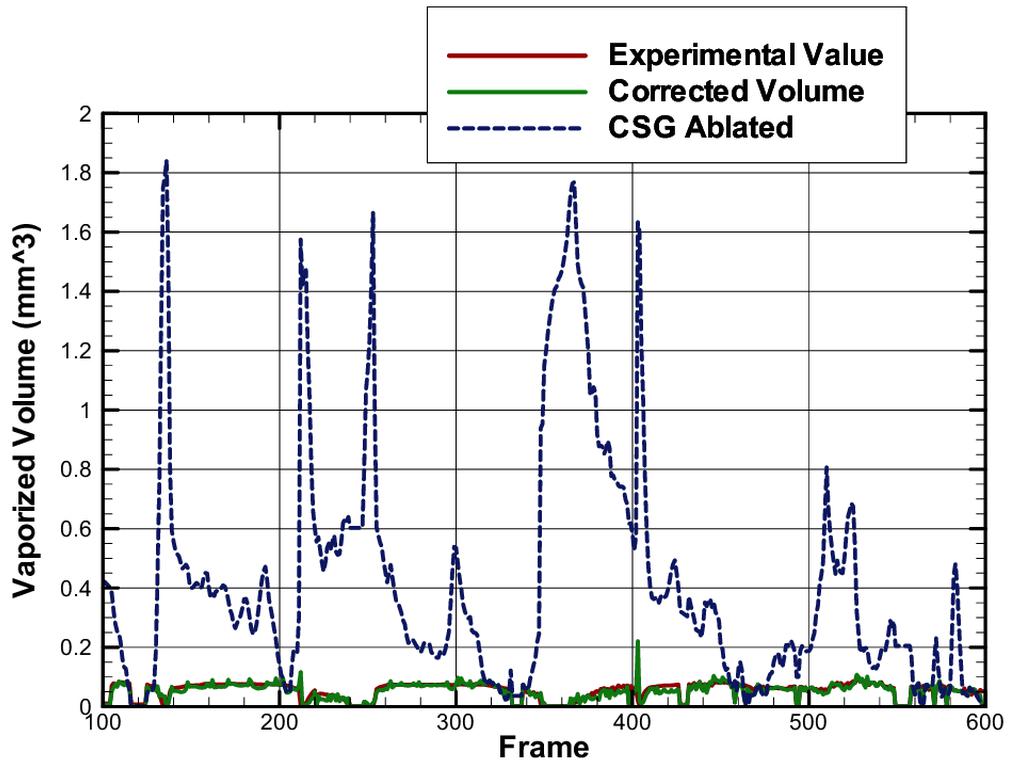 Experimental Value
Corrected Volume
CSG Ablated
Vaporized Volume (mm^3)
2
1.8
1.6
1.4
1.2
1
0.8
0.6
0.4
0.2
0
100 200 300 400 500 600
Frame